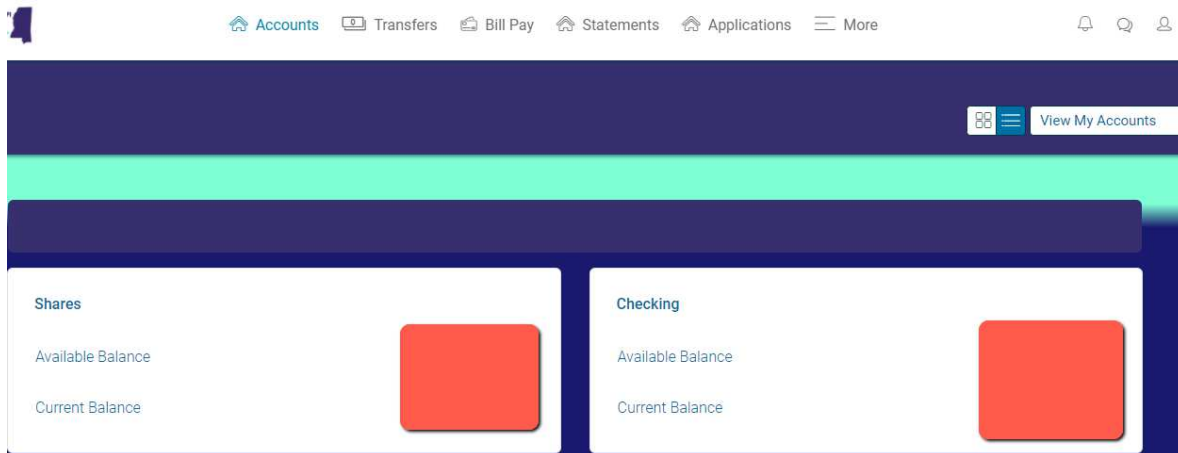 Accounts Transfers Bill Pay Statements Applications More
View My Accounts
Shares
Available Balance
Current Balance
Checking
Available Balance
Current Balance